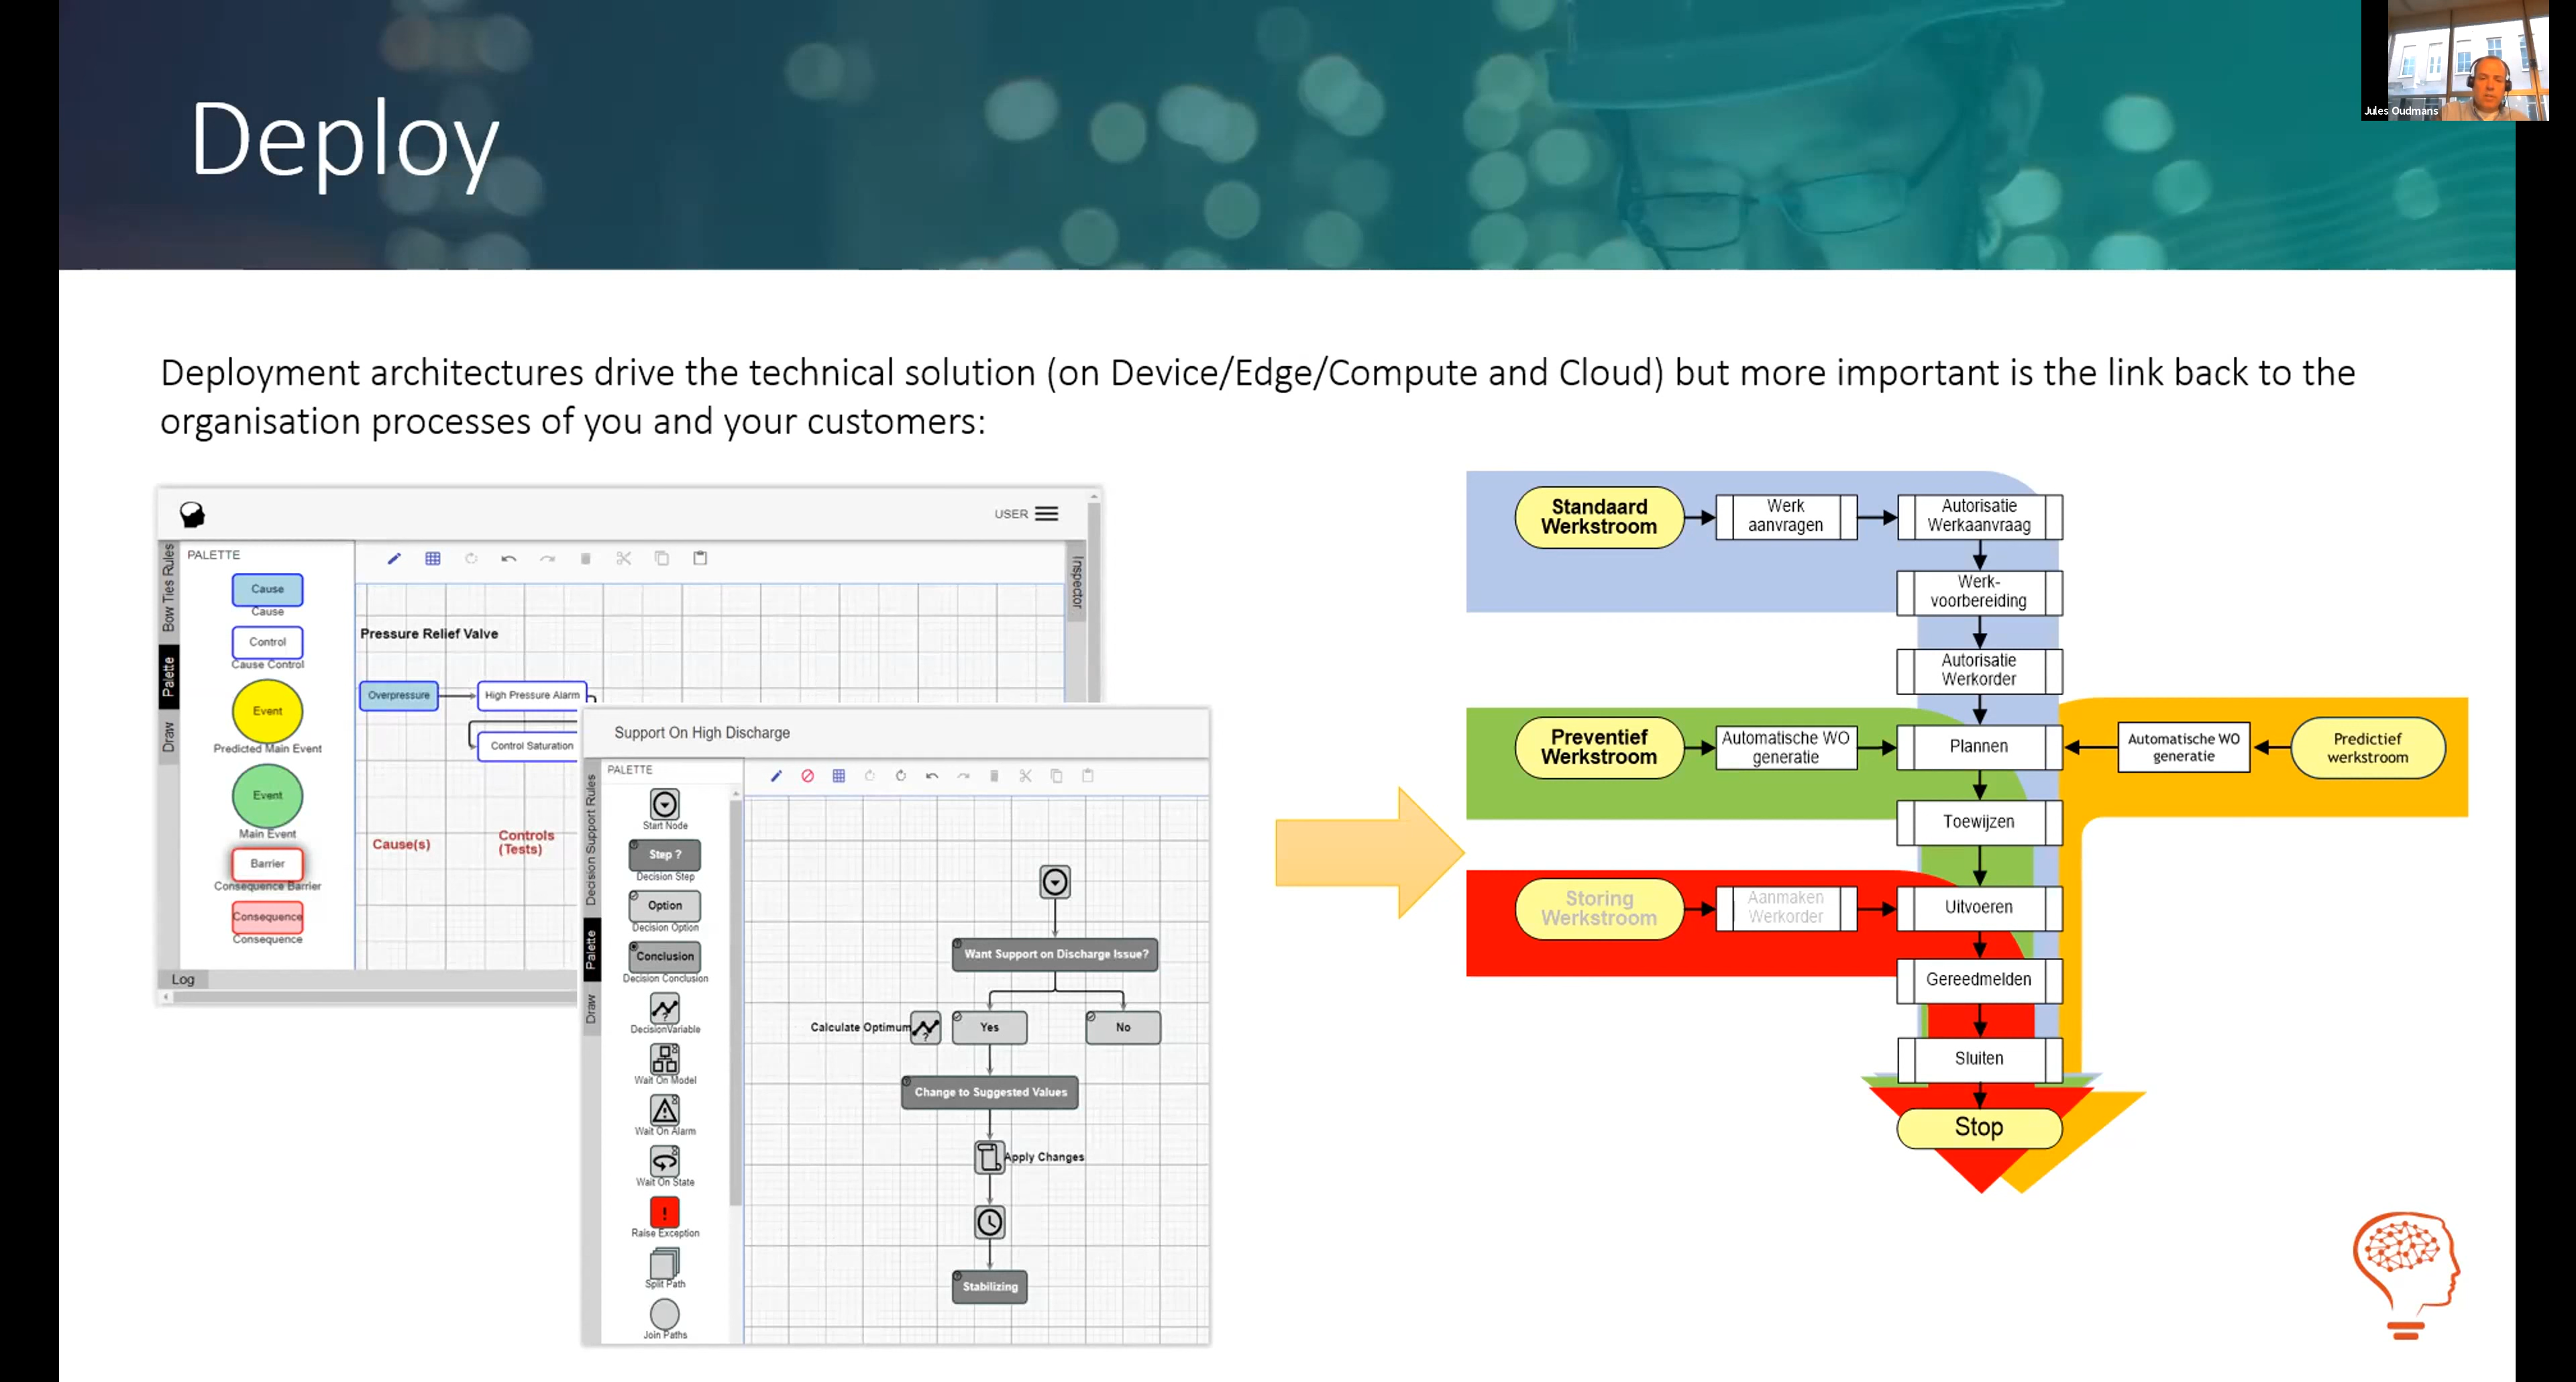 Deploy
Jules Oudmans
Deployment architectures drive the technical solution (on Device/Edge/Compute and Cloud) but more important is the link back to the
organisation processes of you and your customers:
USER
Bow Ties Rules
Palette
Draw
PALETTE
Cause
Cause
Control
Cause Control
Event
Predicted Main Event
Event
Main Event
Barrier
Consequence Barrier
Consequence
Consequence
Log
Inspector
Pressure Relief Valve
Overpressure
High Pressure Alarm
Control Saturation
Cause(s)
Controls
(Tests)
Support On High Discharge
Decision Support Rules
Palette
Draw
PALETTE
Start Node
Step ?
Decision Step
Option
Decision Option
Conclusion
Decision Conclusion
DecisionVariable
Wait On Model
Wait On Alarm
Wait On State
Raise Exception
Split Path
Join Paths
Want Support on Discharge Issue?
Calculate Optimum
Yes
No
Change to Suggested Values
Apply Changes
Stabilizing
Standaard
Werkstroom
Werk
aanvragen
Autorisatie
Werkaanvraag
Werk-
voorbereiding
Autorisatie
Werkorder
Preventief
Werkstroom
Automatische WO
generatie
Plannen
Automatische WO
generatie
Predictief
werkstroom
Toewijzen
Storing
Werkstroom
Aanmaken
Werkorder
Uitvoeren
Gereedmelden
Sluiten
Stop